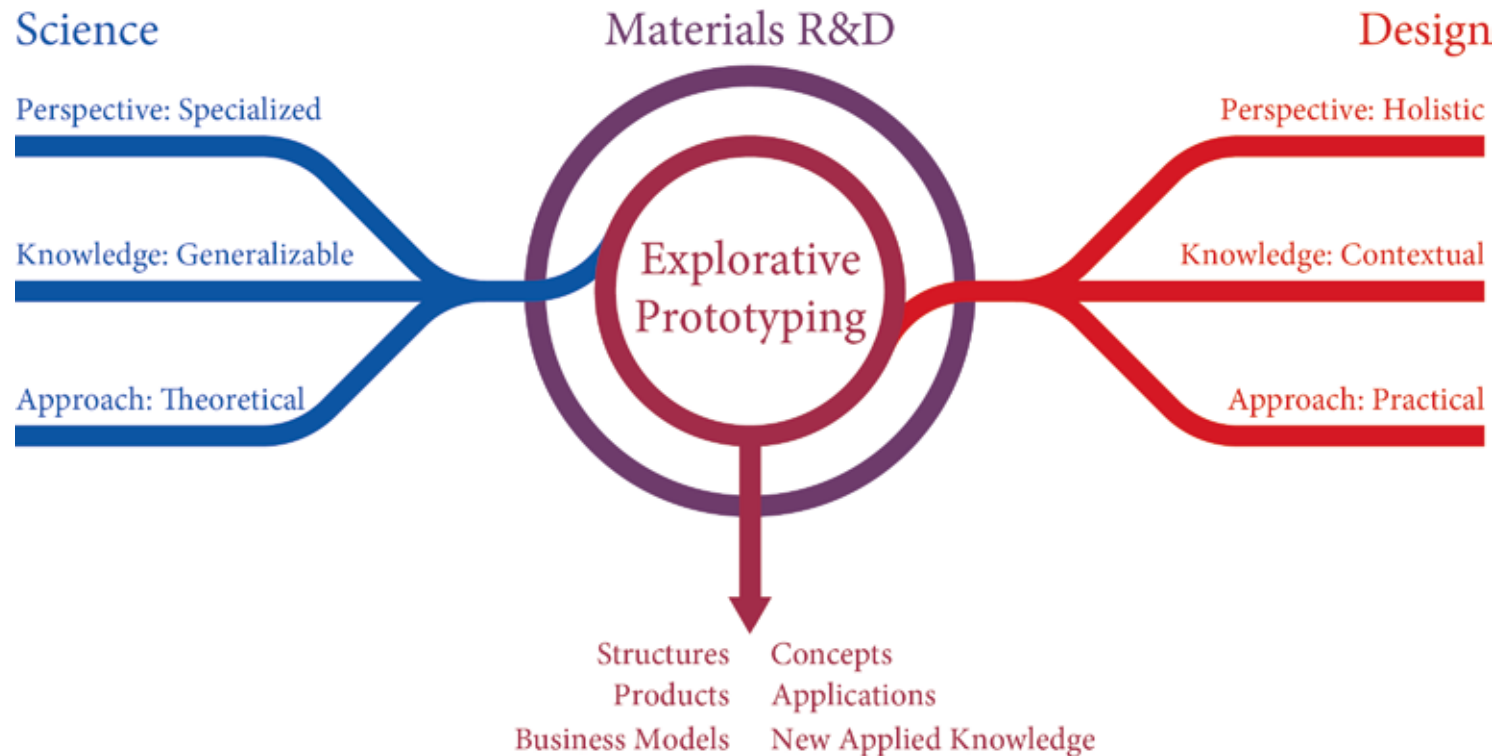 Science
Materials R&D
Design
Perspective: Specialized
Perspective: Holistic
Knowledge: Generalizable
Knowledge: Contextual
Approach: Theoretical
Approach: Practical
Explorative
Prototyping
Structures
Concepts
Products
Applications
Business Models
New Applied Knowledge